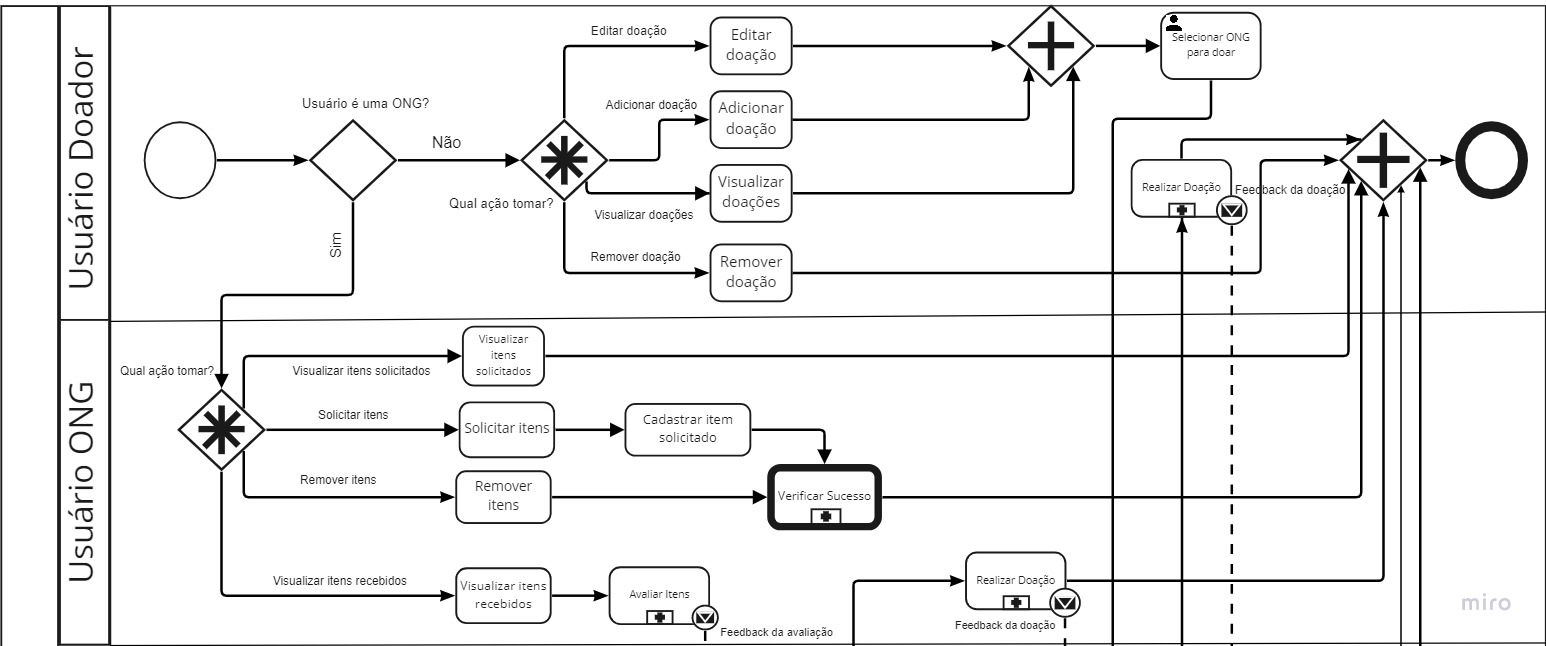 Usuário Doador
Usuário é uma ONG?
Não
Sim
Qual ação tomar?
Editar doação
Editar
doação
Adicionar doação
Adicionar
doação
Visualizar doações
Visualizar
doações
Remover doação
Remover
doação
Selecionar ONG
para doar
Realizar Doação
Feedback da doação
Usuário ONG
Qual ação tomar?
Visualizar itens solicitados
Visualizar
itens
solicitados
Solicitar itens
Solicitar itens
Cadastrar item
solicitado
Remover itens
Remover
itens
Verificar Sucesso
Visualizar itens recebidos
Visualizar itens
recebidos
Avaliar Itens
Feedback da avaliação
Realizar Doação
Feedback da doação
miro